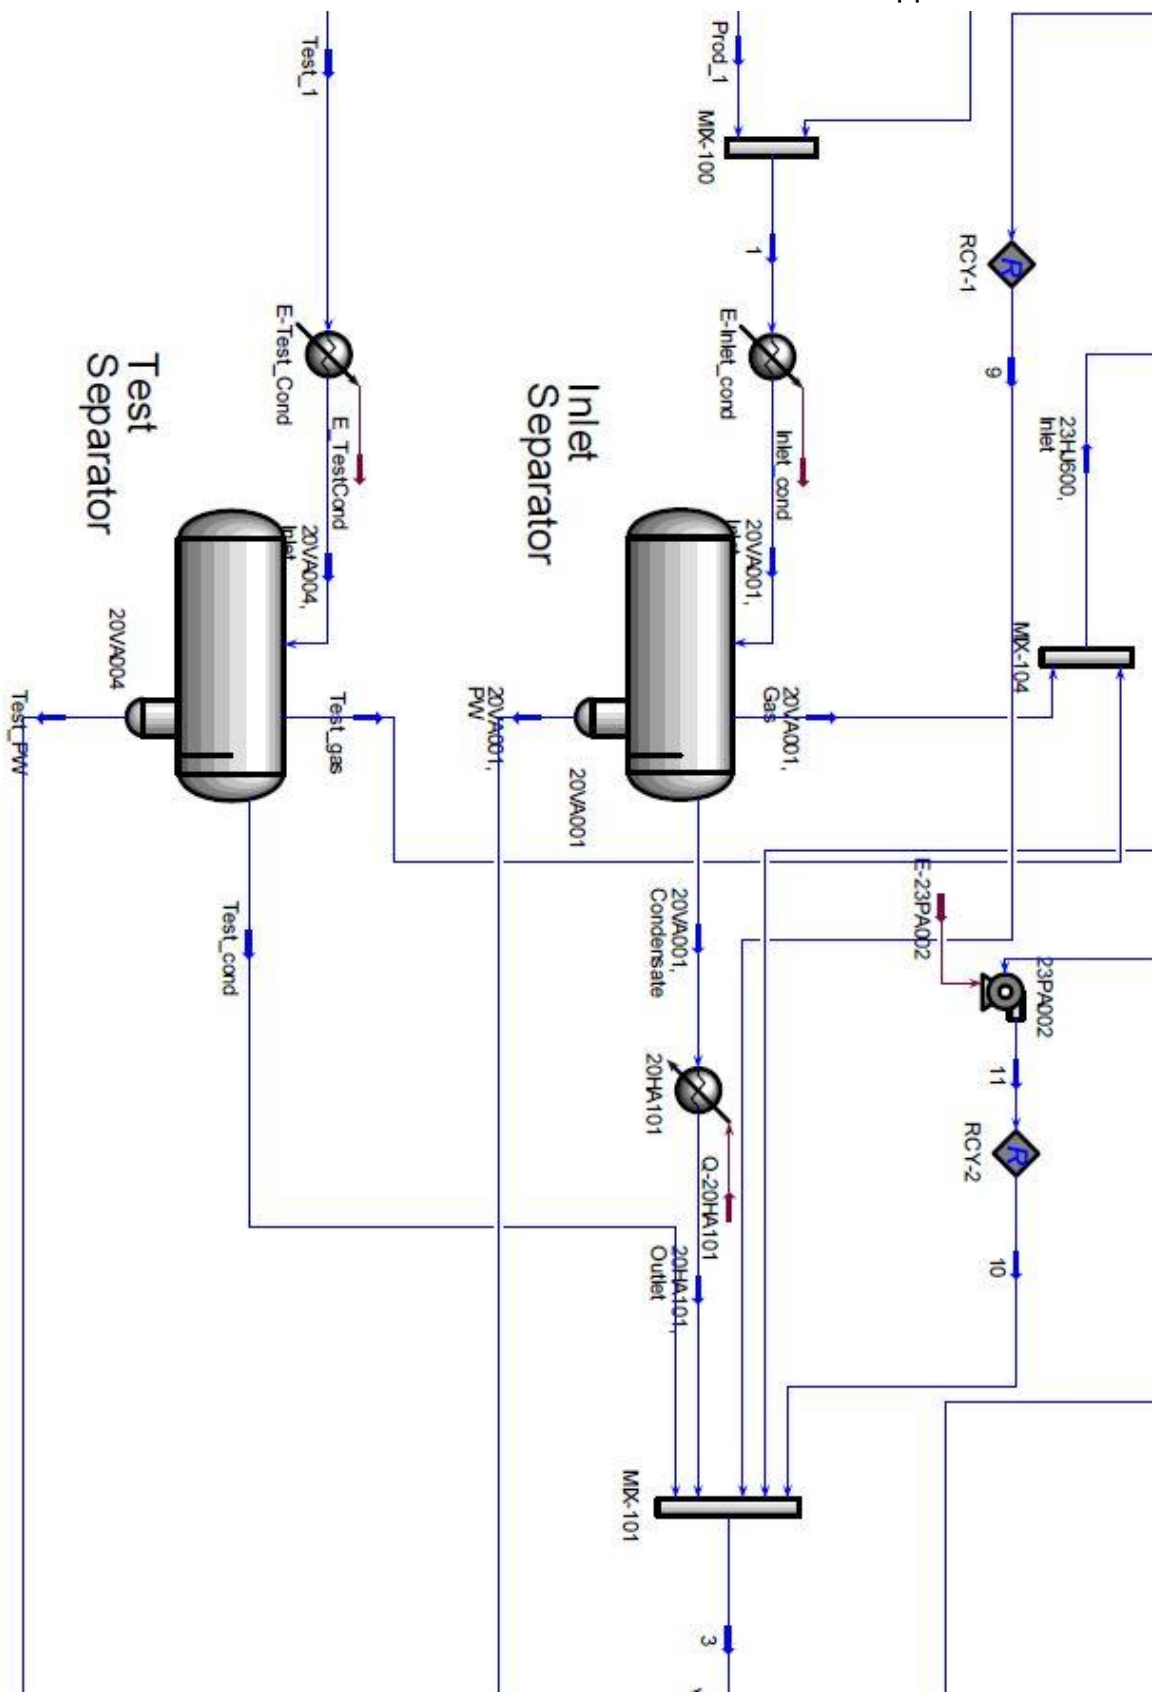 Test_1
Prod_1
MIX-100
1
RCY-1
9
E-Test_Cond
E_TestCond
E-Inlet_cond
Inlet_cond
23HJ600,
Inlet
Test
Separator
Inlet
Separator
20VA004,
Inlet
20VA001,
Inlet
MIX-104
20VA004
Test_PW
Test_gas
20VA001,
PW
20VA001
20VA001,
Gas
Test_cond
20VA001,
Condensate
E-23PA002
23PA002
20HA101
Q-20HA101
11
RCY-2
10
20HA101,
Outlet
MIX-101
3